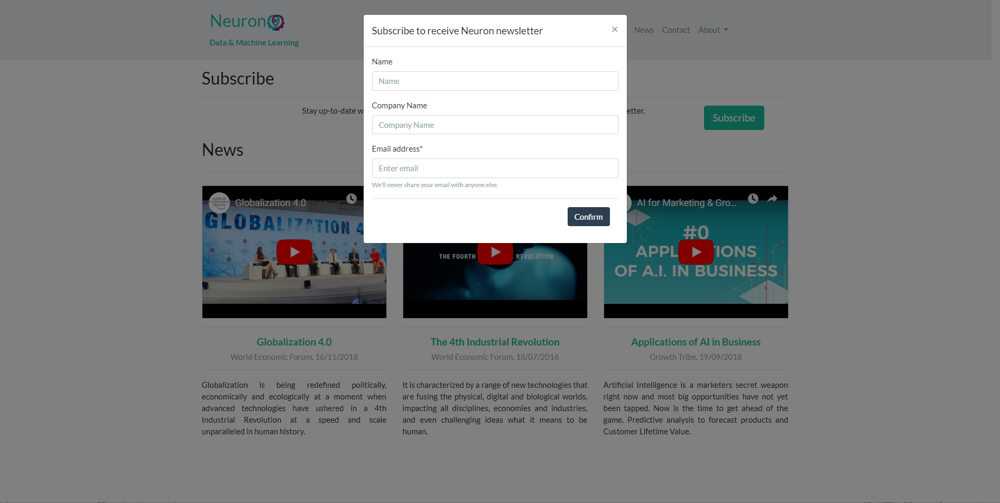 Neuron
Data & Machine Learning
News Contact About
Subscribe to receive Neuron newsletter
×
Name
Name
Company Name
Company Name
Email address*
Enter email
We'll never share your email with anyone else.
Confirm
Subscribe
Stay up-to-date w
etter.
Subscribe
News
WORLD
ECONOMIC
FORUM
Globalization 4.0
GLOBALIZATION 4
THE FOURTH
REVOLUTION
AI for Marketing & Gro...
#0
APPL
IONS
OF A.I. IN BUSINESS
Globalization 4.0
World Economic Forum, 16/11/2018
Globalization is being redefined politically,
economically and ecologically at a moment when
advanced technologies have ushered in a 4th
Industrial Revolution at a speed and scale
unparalleled in human history.
The 4th Industrial Revolution
World Economic Forum, 18/07/2016
It is characterized by a range of new technologies that
are fusing the physical, digital and biological worlds,
impacting all disciplines, economies and industries,
and even challenging ideas what it means to be
human.
Applications of AI in Business
Growth Tribe, 19/09/2018
Artificial Intelligence is a marketers secret weapon
right now and most big opportunities have not yet
been tapped. Now is the time to get ahead of the
game. Predictive analysis to forecast products and
Customer Lifetime Value.